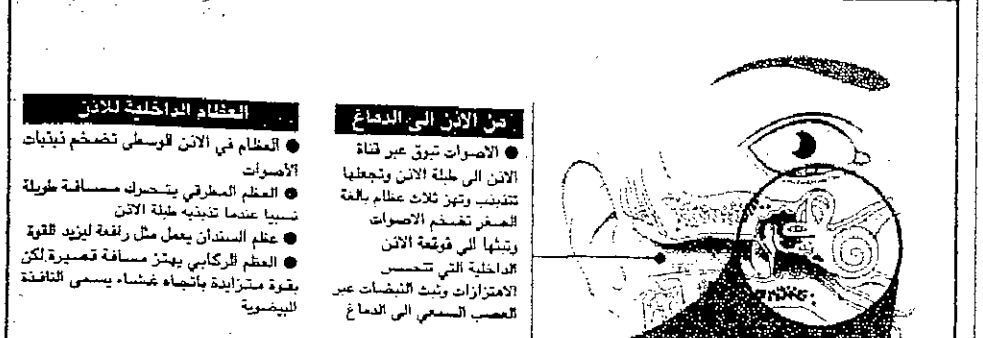 من الاذن الى الدماغ
● الاصوات تبوق عبر قناة
الاذن الى طبلة الاذن وتجعلها
تتذبذب وتهز ثلاث عظام بالغة
الصغر تضخم الاصوات
وتبثها الى قوقعة الاذن
الداخلية التي تتحسس
الاهتزازات وتبث النبضات عبر
العصب السمعي الى الدماغ
العظام الداخلية للاذن
● العظام في الاذن الوسطى تضخم ذبذبات
الاصوات
● العظم المطرقي يتحرك مسافة طويلة
نسبيا عندما تذبذبه طبلة الاذن
● عظم السندان يعمل مثل رافعة ليزيد القوة
● العظم الركابي يهتز مسافة قصيرة لكن
بقوة متزايدة باتجاه غشاء يسمى النافذة
البيضوية